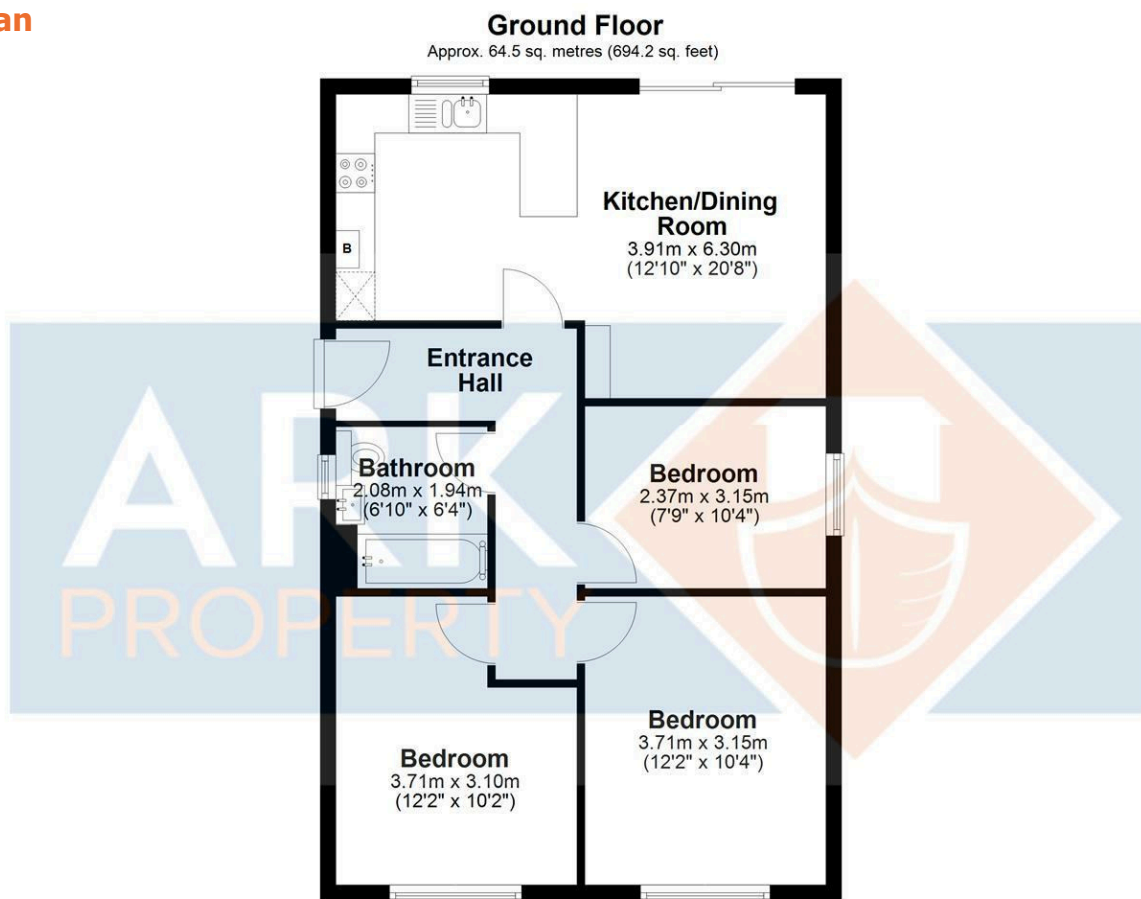 an
Ground Floor
Approx. 64.5 sq. metres (694.2 sq. feet)
Kitchen/Dining
Room
3.91m x 6.30m
(12'10" x 20'8")
B
Entrance
Hall
Bathroom
2.08m x 1.94m
(6'10" x 6'4")
Bedroom
2.37m x 3.15m
(7'9" x 10'4")
ARK
PROPERTY
Bedroom
3.71m x 3.10m
(12'2" x 10'2")
Bedroom
3.71m x 3.15m
(12'2" x 10'4")